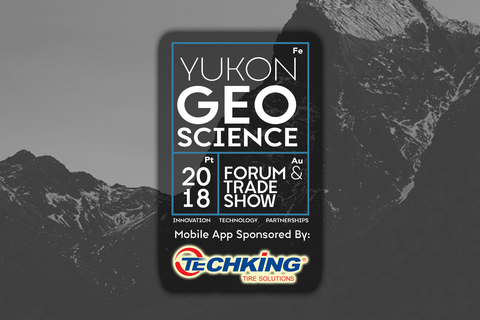 Fe
YUKON
GEO
SCIENCE
Pt
Au
20
18
FORUM &
TRADE
SHOW
INNOVATION TECHNOLOGY PARTNERSHIPS
Mobile App Sponsored By:
TECHKING®
TIRE SOLUTIONS